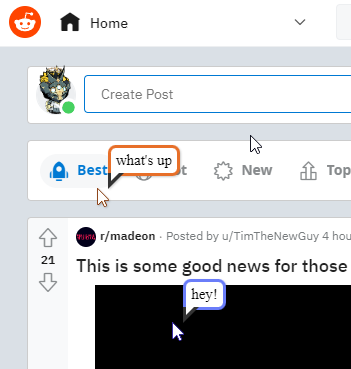 Home
Create Post
what's up
Best
ot
New
Top
21
r/madeon · Posted by u/TimTheNewGuy 4 hou
This is some good news for those
hey!